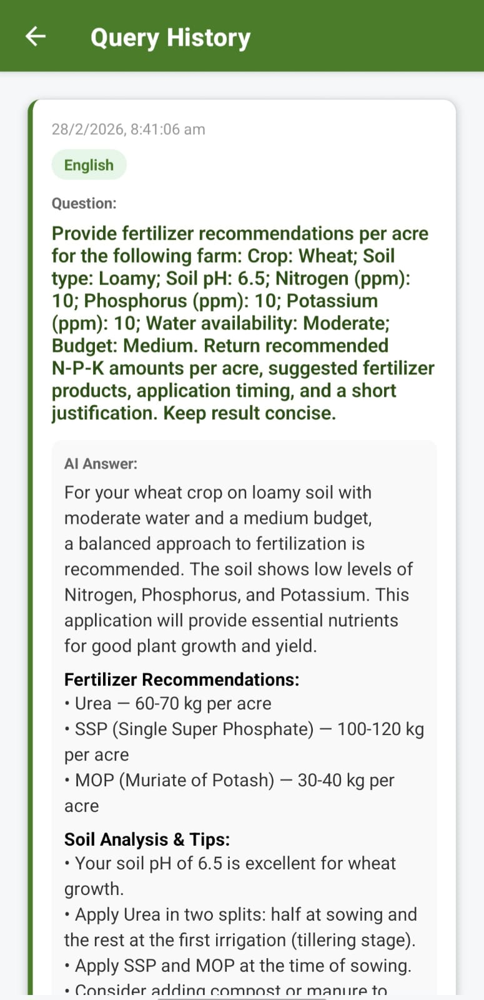 Query History
28/2/2026, 8:41:06 am
English
Question:
Provide fertilizer recommendations per acre
for the following farm: Crop: Wheat; Soil
type: Loamy; Soil pH: 6.5; Nitrogen (ppm):
10; Phosphorus (ppm): 10; Potassium
(ppm): 10; Water availability: Moderate;
Budget: Medium. Return recommended
N-P-K amounts per acre, suggested fertilizer
products, application timing, and a short
justification. Keep result concise.
AI Answer:
For your wheat crop on loamy soil with
moderate water and a medium budget,
a balanced approach to fertilization is
recommended. The soil shows low levels of
Nitrogen, Phosphorus, and Potassium. This
application will provide essential nutrients
for good plant growth and yield.
Fertilizer Recommendations:
• Urea — 60-70 kg per acre
• SSP (Single Super Phosphate) — 100-120 kg
per acre
• MOP (Muriate of Potash) — 30-40 kg per
acre
Soil Analysis & Tips:
• Your soil pH of 6.5 is excellent for wheat
growth.
• Apply Urea in two splits: half at sowing and
the rest at the first irrigation (tillering stage).
• Apply SSP and MOP at the time of sowing.
• Consider adding compost or manure to